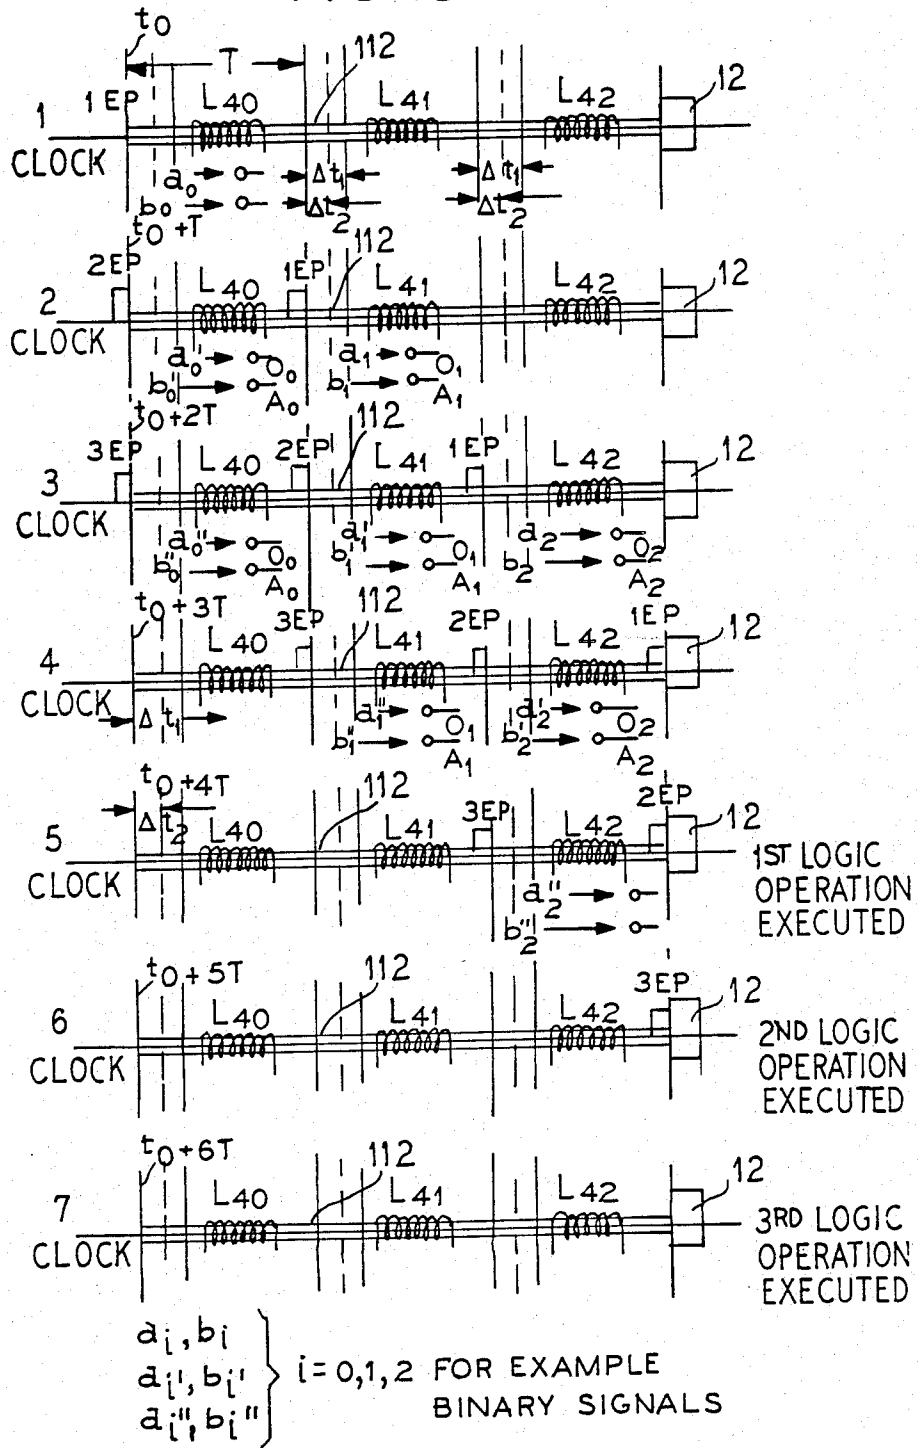 t0
T
112
1 EP
L40
L41
L42
12
1
CLOCK
a0
b0
Δt1
Δt2
Δt1
Δt2
t0+T
2EP
1EP
112
L40
L41
L42
12
2
CLOCK
a0'
O0
a1
O1
b0'
A0
b1
A1
t0+2T
3EP
2EP
112
1EP
L40
L41
L42
12
3
CLOCK
a0"
O0
a1'
O1
a2
O2
b0"
A0
b1'
A1
b2
A2
t0+3T
3EP
112
2EP
1EP
L40
L41
L42
12
4
CLOCK
Δt1
a1"
O1
a2'
O2
b1"
A1
b2'
A2
t0+4T
112
3EP
2EP
Δt2
L40
L41
L42
12
5
CLOCK
1ST LOGIC
OPERATION
EXECUTED
a2"
b2"
t0+5T
112
3EP
12
L40
L41
L42
6
CLOCK
2ND LOGIC
OPERATION
EXECUTED
t0+6T
112
12
L40
L41
L42
7
CLOCK
3RD LOGIC
OPERATION
EXECUTED
ai, bi
ai', bi'
ai", bi"
i=0,1,2 FOR EXAMPLE
BINARY SIGNALS